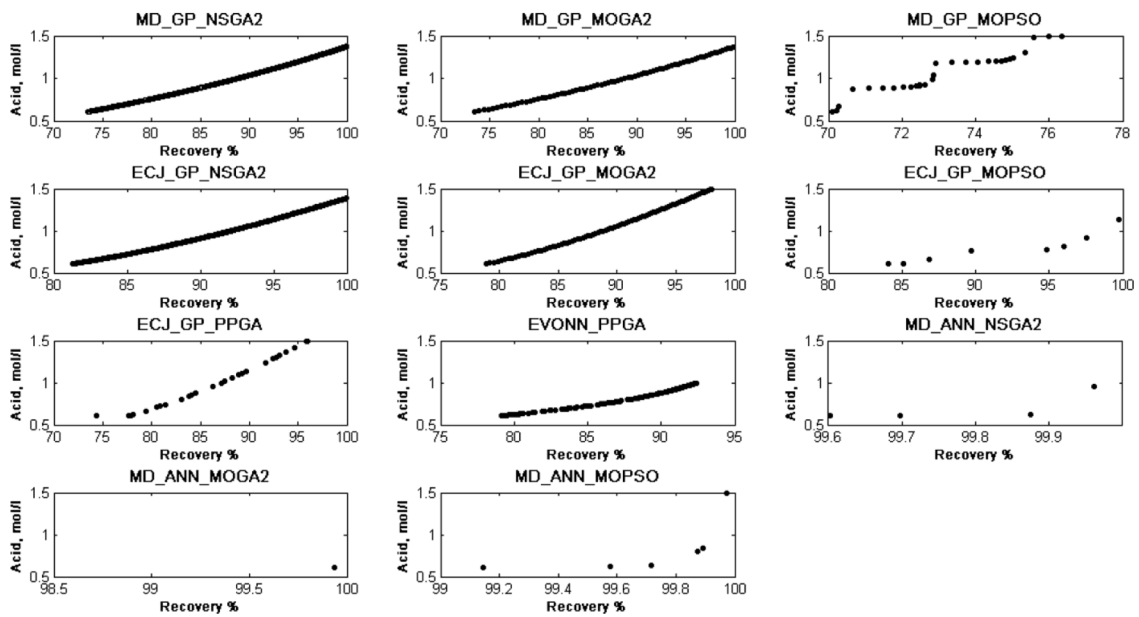 MD_GP_NSGA2 MD_GP_MOGA2 MD_GP_MOPSO
1.5 1.5 1.5
Acid, mol/l Acid, mol/l Acid, mol/l
1 1 1
0.5 0.5 0.5
70 75 80 85 90 95 100 70 75 80 85 90 95 100 70 72 74 76 78
Recovery % Recovery % Recovery %
ECJ_GP_NSGA2 ECJ_GP_MOGA2 ECJ_GP_MOPSO
1.5 1.5 1.5
Acid, mol/l Acid, mol/l Acid, mol/l
1 1 1
0.5 0.5 0.5
80 85 90 95 100 75 80 85 90 95 100 80 85 90 95 100
Recovery % Recovery % Recovery %
ECJ_GP_PPGA EVONN_PPGA MD_ANN_NSGA2
1.5 1.5 1.5
Acid, mol/l Acid, mol/l Acid, mol/l
1 1 1
0.5 0.5 0.5
70 75 80 85 90 95 100 75 80 85 90 95 99.6 99.7 99.8 99.9
Recovery % Recovery % Recovery %
MD_ANN_MOGA2 MD_ANN_MOPSO
1.5 1.5
Acid, mol/l Acid, mol/l
1 1
0.5 0.5
98.5 99 99.5 100 99 99.2 99.4 99.6 99.8 100
Recovery % Recovery %